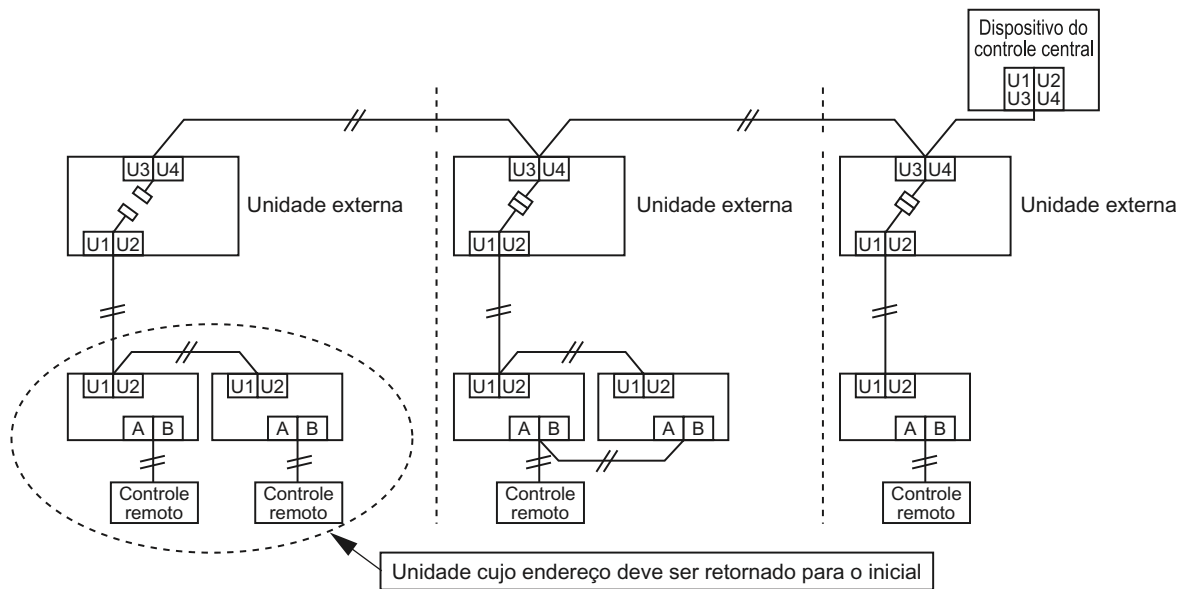 Dispositivo do
controle central
U1 U2
U3 U4
U3 U4
Unidade externa
U1 U2
U3 U4
Unidade externa
U1 U2
U3 U4
Unidade externa
U1 U2
U1 U2
A B
U1 U2
A B
U1 U2
A B
U1 U2
A B
U1 U2
A B
Controle
remoto
Controle
remoto
Controle
remoto
Controle
remoto
Unidade cujo endereço deve ser retornado para o inicial